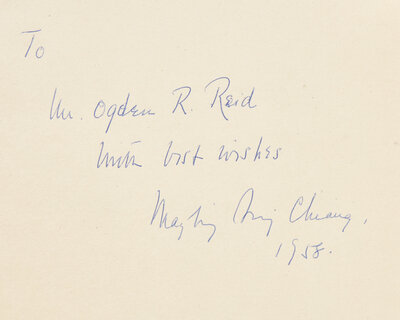 To
Mr. Ogden R. Reid
With best wishes
Mayling Soong Chiang,
1958.